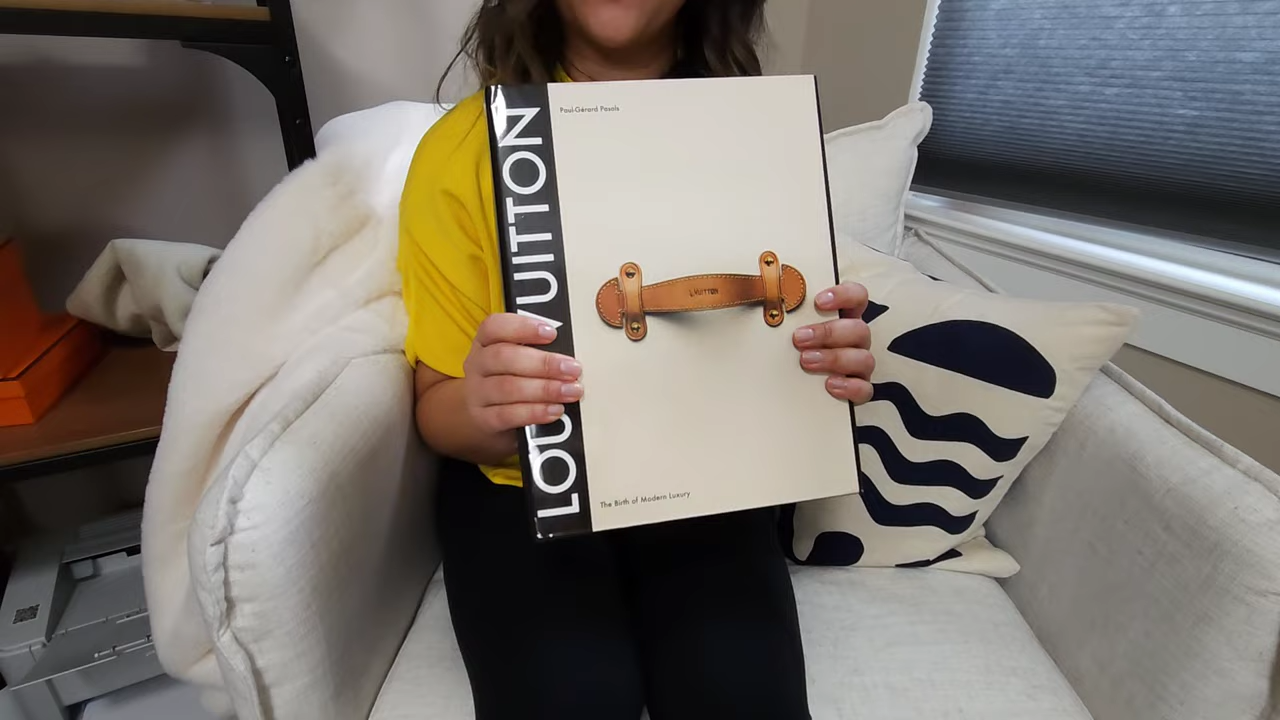 Paul-Gérard Pasols
LOUIS VUITTON
L.VUITTON
The Birth of Modern Luxury